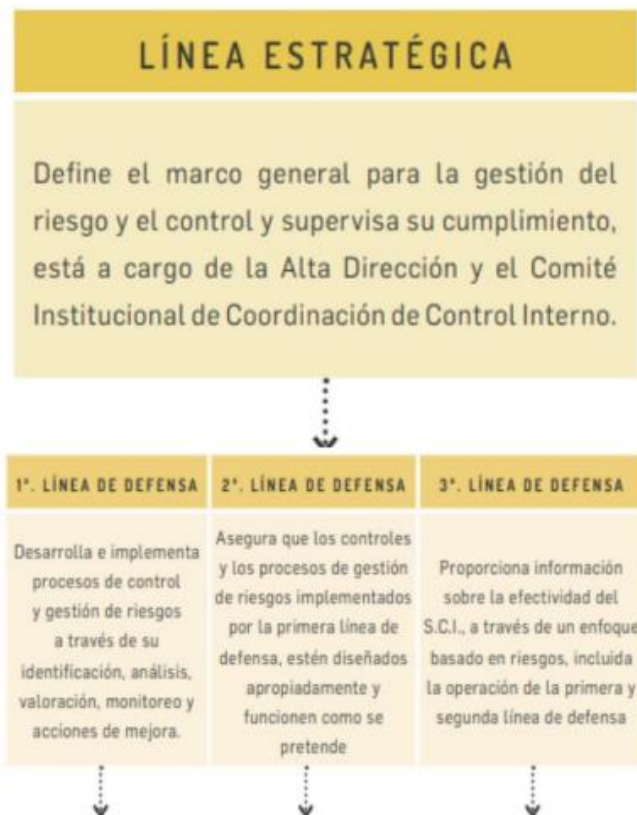 LÍNEA ESTRATÉGICA
Define el marco general para la gestión del
riesgo y el control y supervisa su cumplimiento,
está a cargo de la Alta Dirección y el Comité
Institucional de Coordinación de Control Interno.
1ª. LÍNEA DE DEFENSA
Desarrolla e implementa
procesos de control
y gestión de riesgos
a través de su
identificación, análisis,
valoración, monitoreo y
acciones de mejora.
2ª. LÍNEA DE DEFENSA
Asegura que los controles
y los procesos de gestión
de riesgos implementados
por la primera línea de
defensa, estén diseñados
apropiadamente y
funcionen como se
pretende
3ª. LÍNEA DE DEFENSA
Proporciona información
sobre la efectividad del
S.C.I., a través de un enfoque
basado en riesgos, incluida
la operación de la primera y
segunda línea de defensa